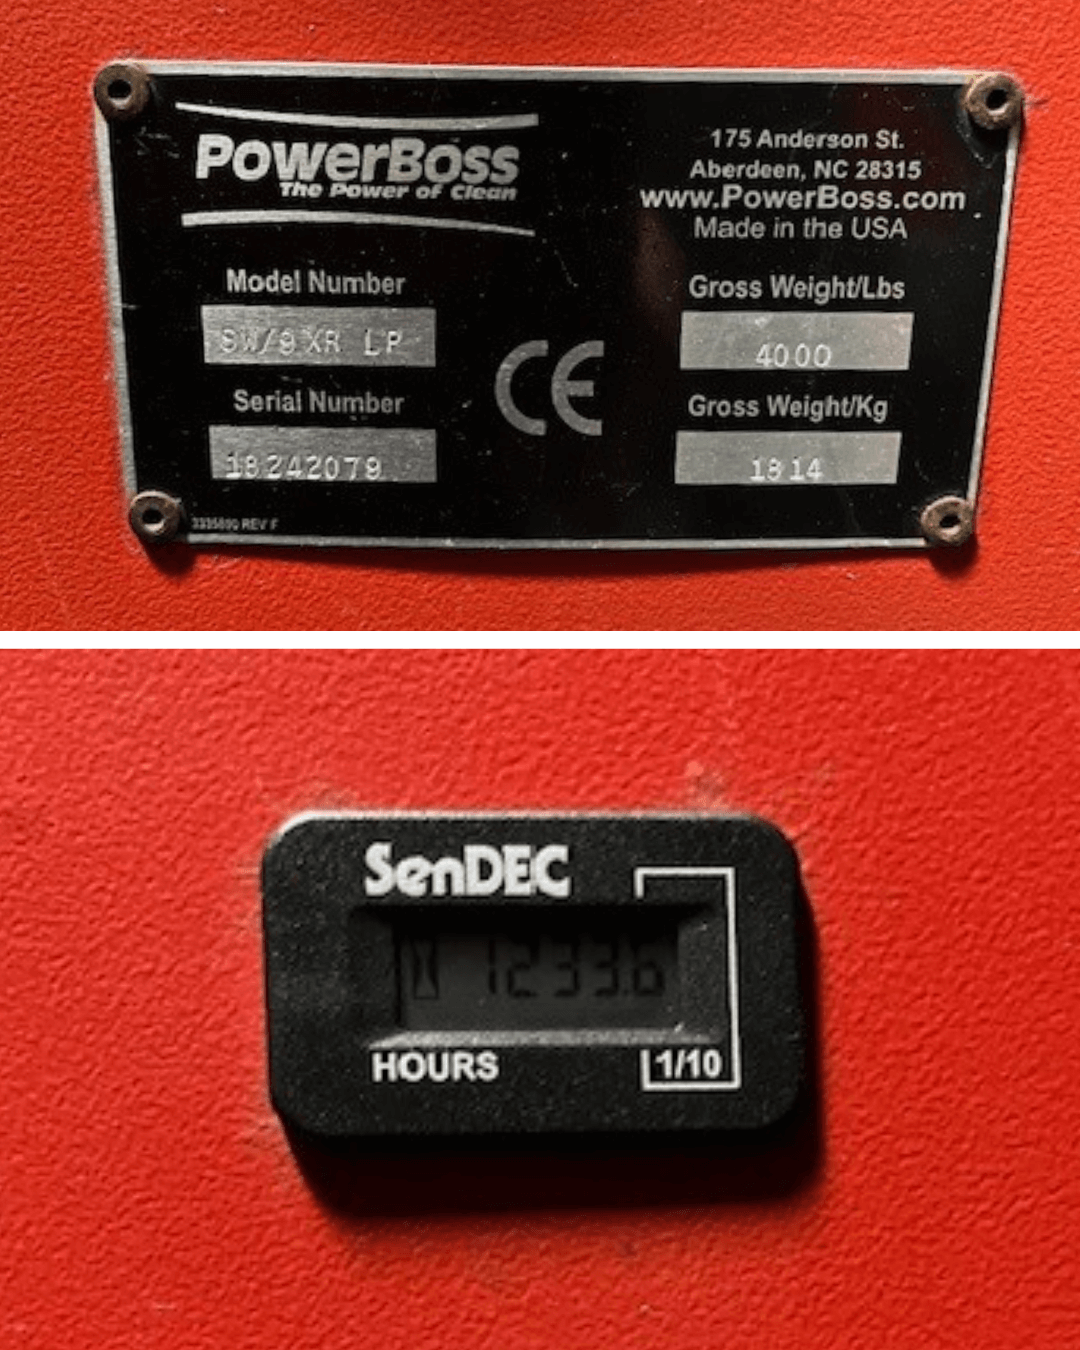 PowerBoss
The Power of Clean
175 Anderson St.
Aberdeen, NC 28315
www.PowerBoss.com
Made in the USA
Model Number
SW/9XR LP
Serial Number
18242079
CE
Gross Weight/Lbs
4000
Gross Weight/Kg
1814
REV F
SenDEC
1233.6
HOURS
1/10